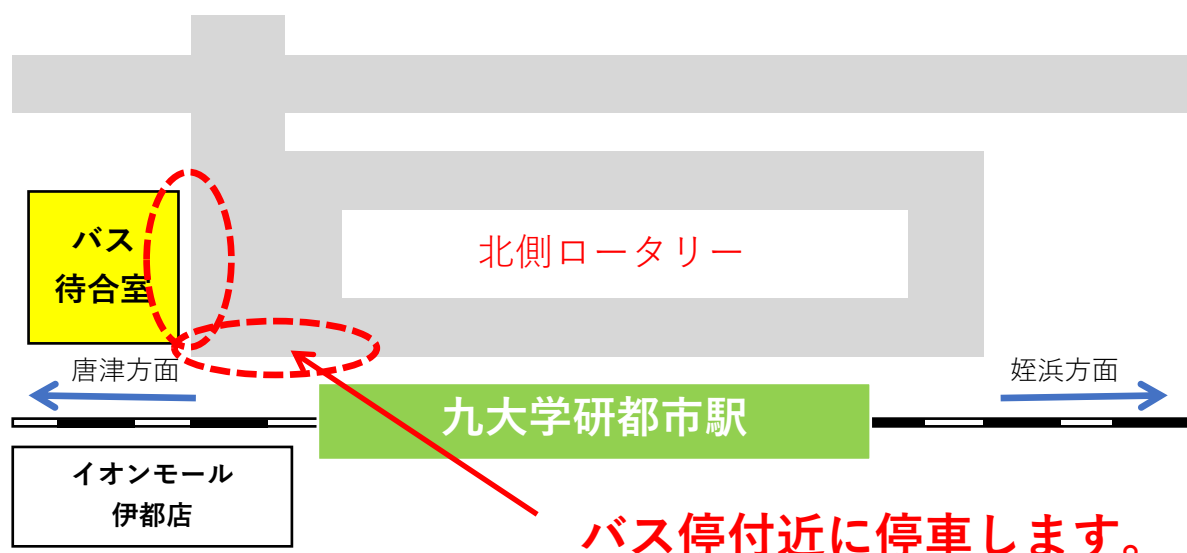 バス
待合室
北側ロータリー
唐津方面
姪浜方面
九大学研都市駅
イオンモール
伊都店
バス停付近に停車します。